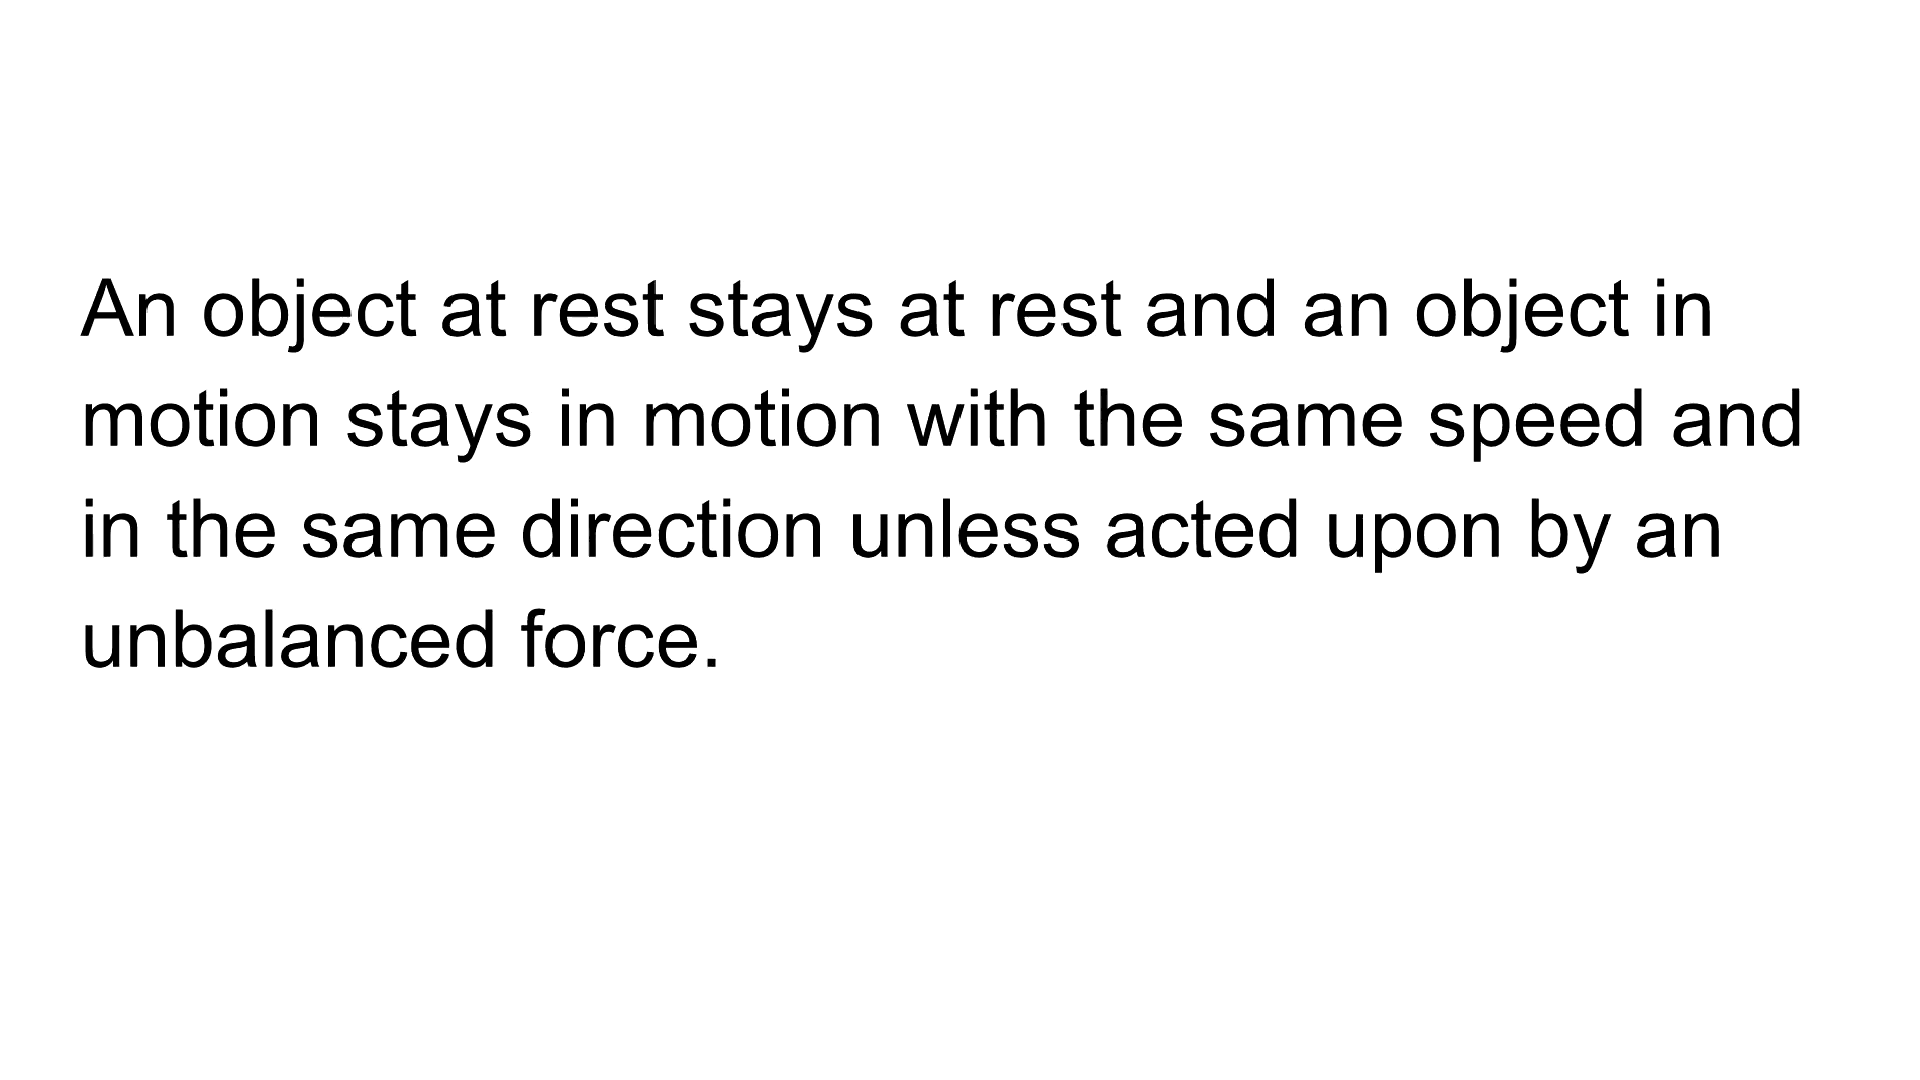 An object at rest stays at rest and an object in
motion stays in motion with the same speed and
in the same direction unless acted upon by an
unbalanced force.